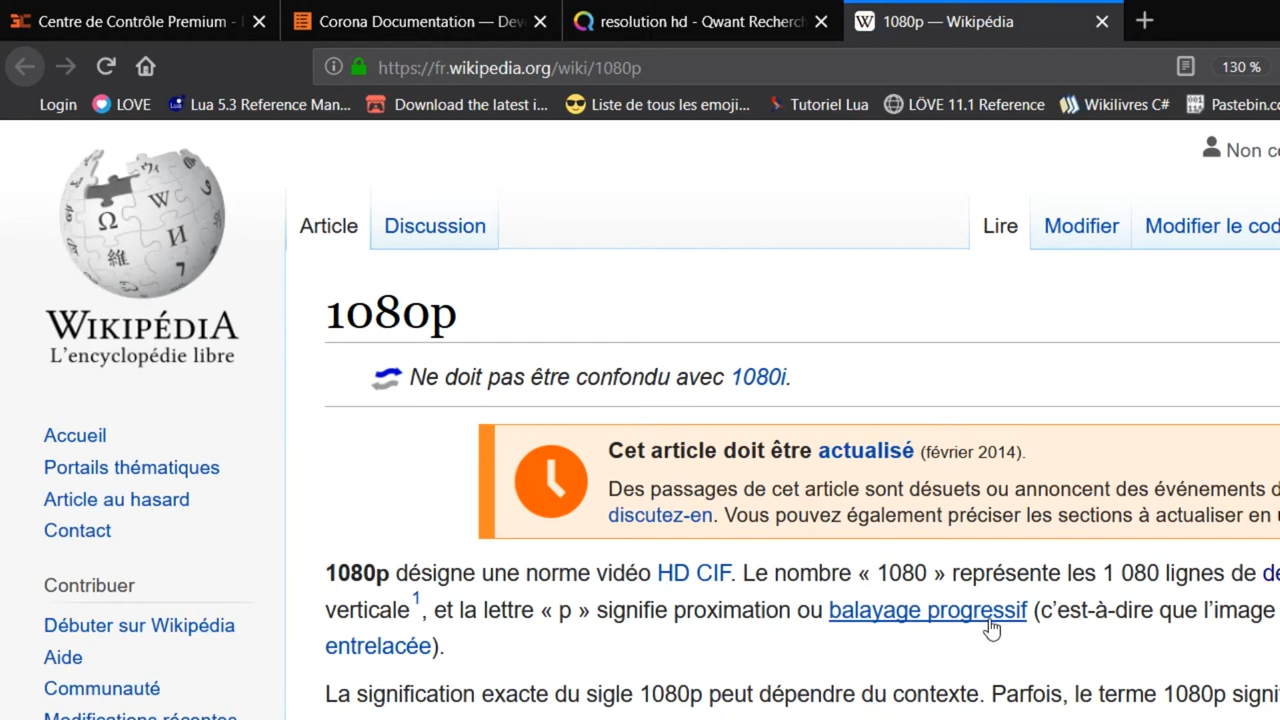 Centre de Contrôle Premium -
Corona Documentation — Dev
resolution hd - Qwant Recherch
1080p — Wikipédia
https://fr.wikipedia.org/wiki/1080p
130 %
Login
LOVE
Lua 5.3 Reference Man...
Download the latest i...
Liste de tous les emoji...
Tutoriel Lua
LÖVE 11.1 Reference
Wikilivres C#
Pastebin.co
Non co
WIKIPÉDIA
L'encyclopédie libre
Article
Discussion
Lire
Modifier
Modifier le cod
1080p
Ne doit pas être confondu avec 1080i.
Cet article doit être actualisé (février 2014).
Des passages de cet article sont désuets ou annoncent des événements d
discutez-en. Vous pouvez également préciser les sections à actualiser en u
1080p désigne une norme vidéo HD CIF. Le nombre « 1080 » représente les 1 080 lignes de dé
verticale1, et la lettre « p » signifie proximation ou balayage progressif (c'est-à-dire que l'image
entrelacée).
La signification exacte du sigle 1080p peut dépendre du contexte. Parfois, le terme 1080p signi
Accueil
Portails thématiques
Article au hasard
Contact
Contribuer
Débuter sur Wikipédia
Aide
Communauté
Modifications récentes